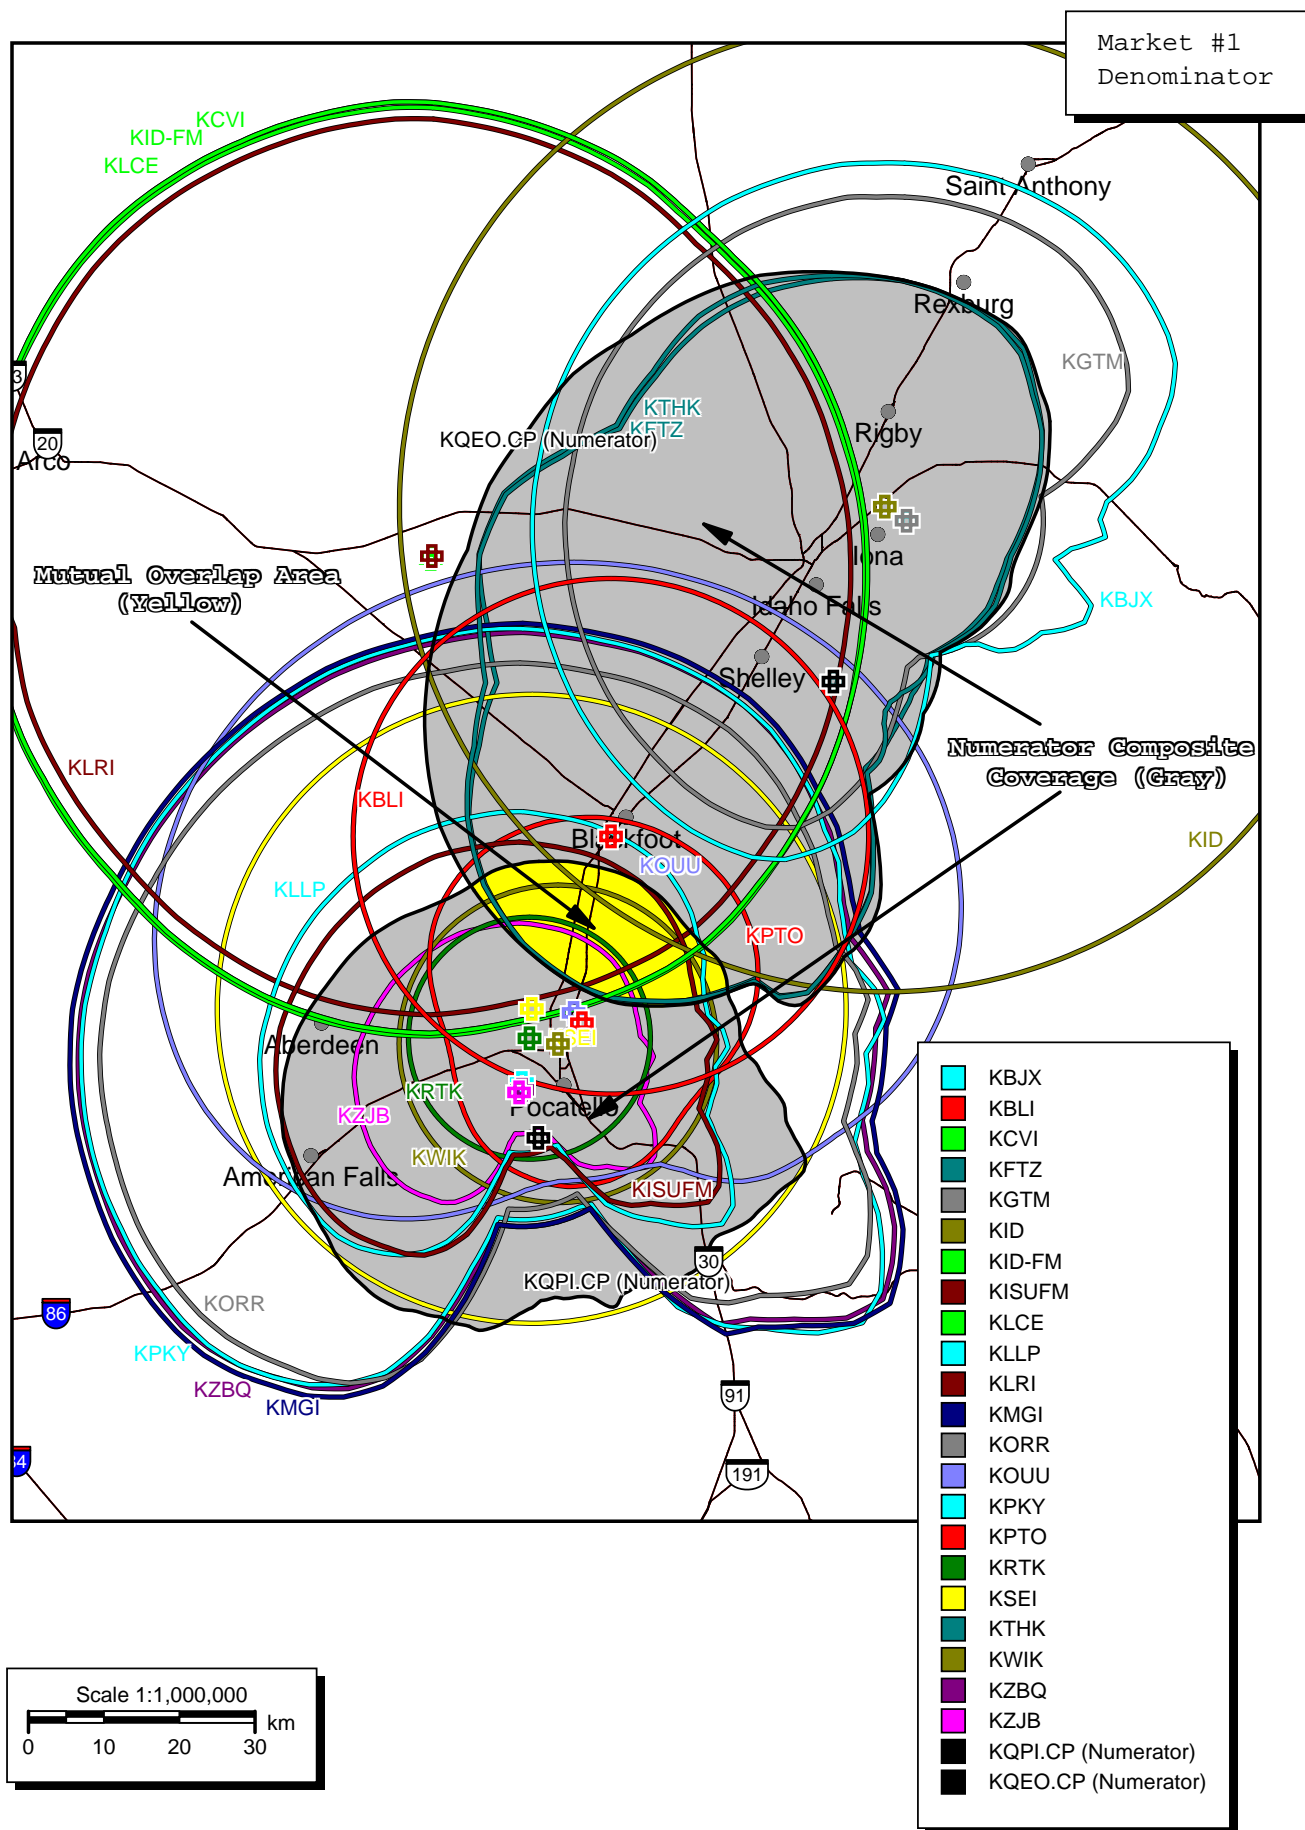 Market #1
Denominator
KCVI
KID-FM
KLCE
Saint Anthony
Rexburg
KGTM
KTHK
KFTZ
KQEO.CP (Numerator)
Rigby
20
Arco
Iona
Mutual Overlap Area
(Yellow)
Idaho Falls
KBJX
Shelley
Numerator Composite
Coverage (Gray)
KLRI
KBLI
Blackfoot
KOUU
KID
KLLP
KPTO
Aberdeen
SEI
KRTK
KZJB
Pocatello
KWIK
American Falls
KISUFM
30
KQPI.CP (Numerator)
KORR
86
KPKY
KZBQ
KMGI
91
191
KBJX
KBLI
KCVI
KFTZ
KGTM
KID
KID-FM
KISUFM
KLCE
KLLP
KLRI
KMGI
KORR
KOUU
KPKY
KPTO
KRTK
KSEI
KTHK
KWIK
KZBQ
KZJB
KQPI.CP (Numerator)
KQEO.CP (Numerator)
Scale 1:1,000,000
km
0 10 20 30